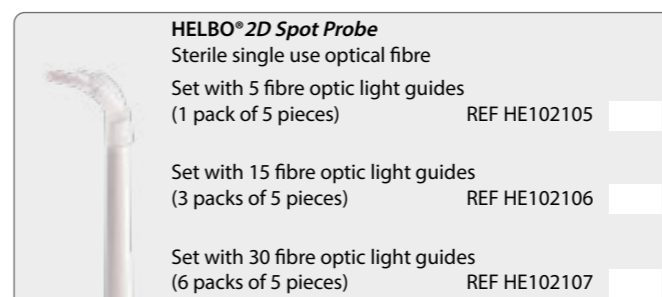 HELBO® 2D Spot Probe
Sterile single use optical fibre
Set with 5 fibre optic light guides
(1 pack of 5 pieces) REF HE102105
Set with 15 fibre optic light guides
(3 packs of 5 pieces) REF HE102106
Set with 30 fibre optic light guides
(6 packs of 5 pieces) REF HE102107